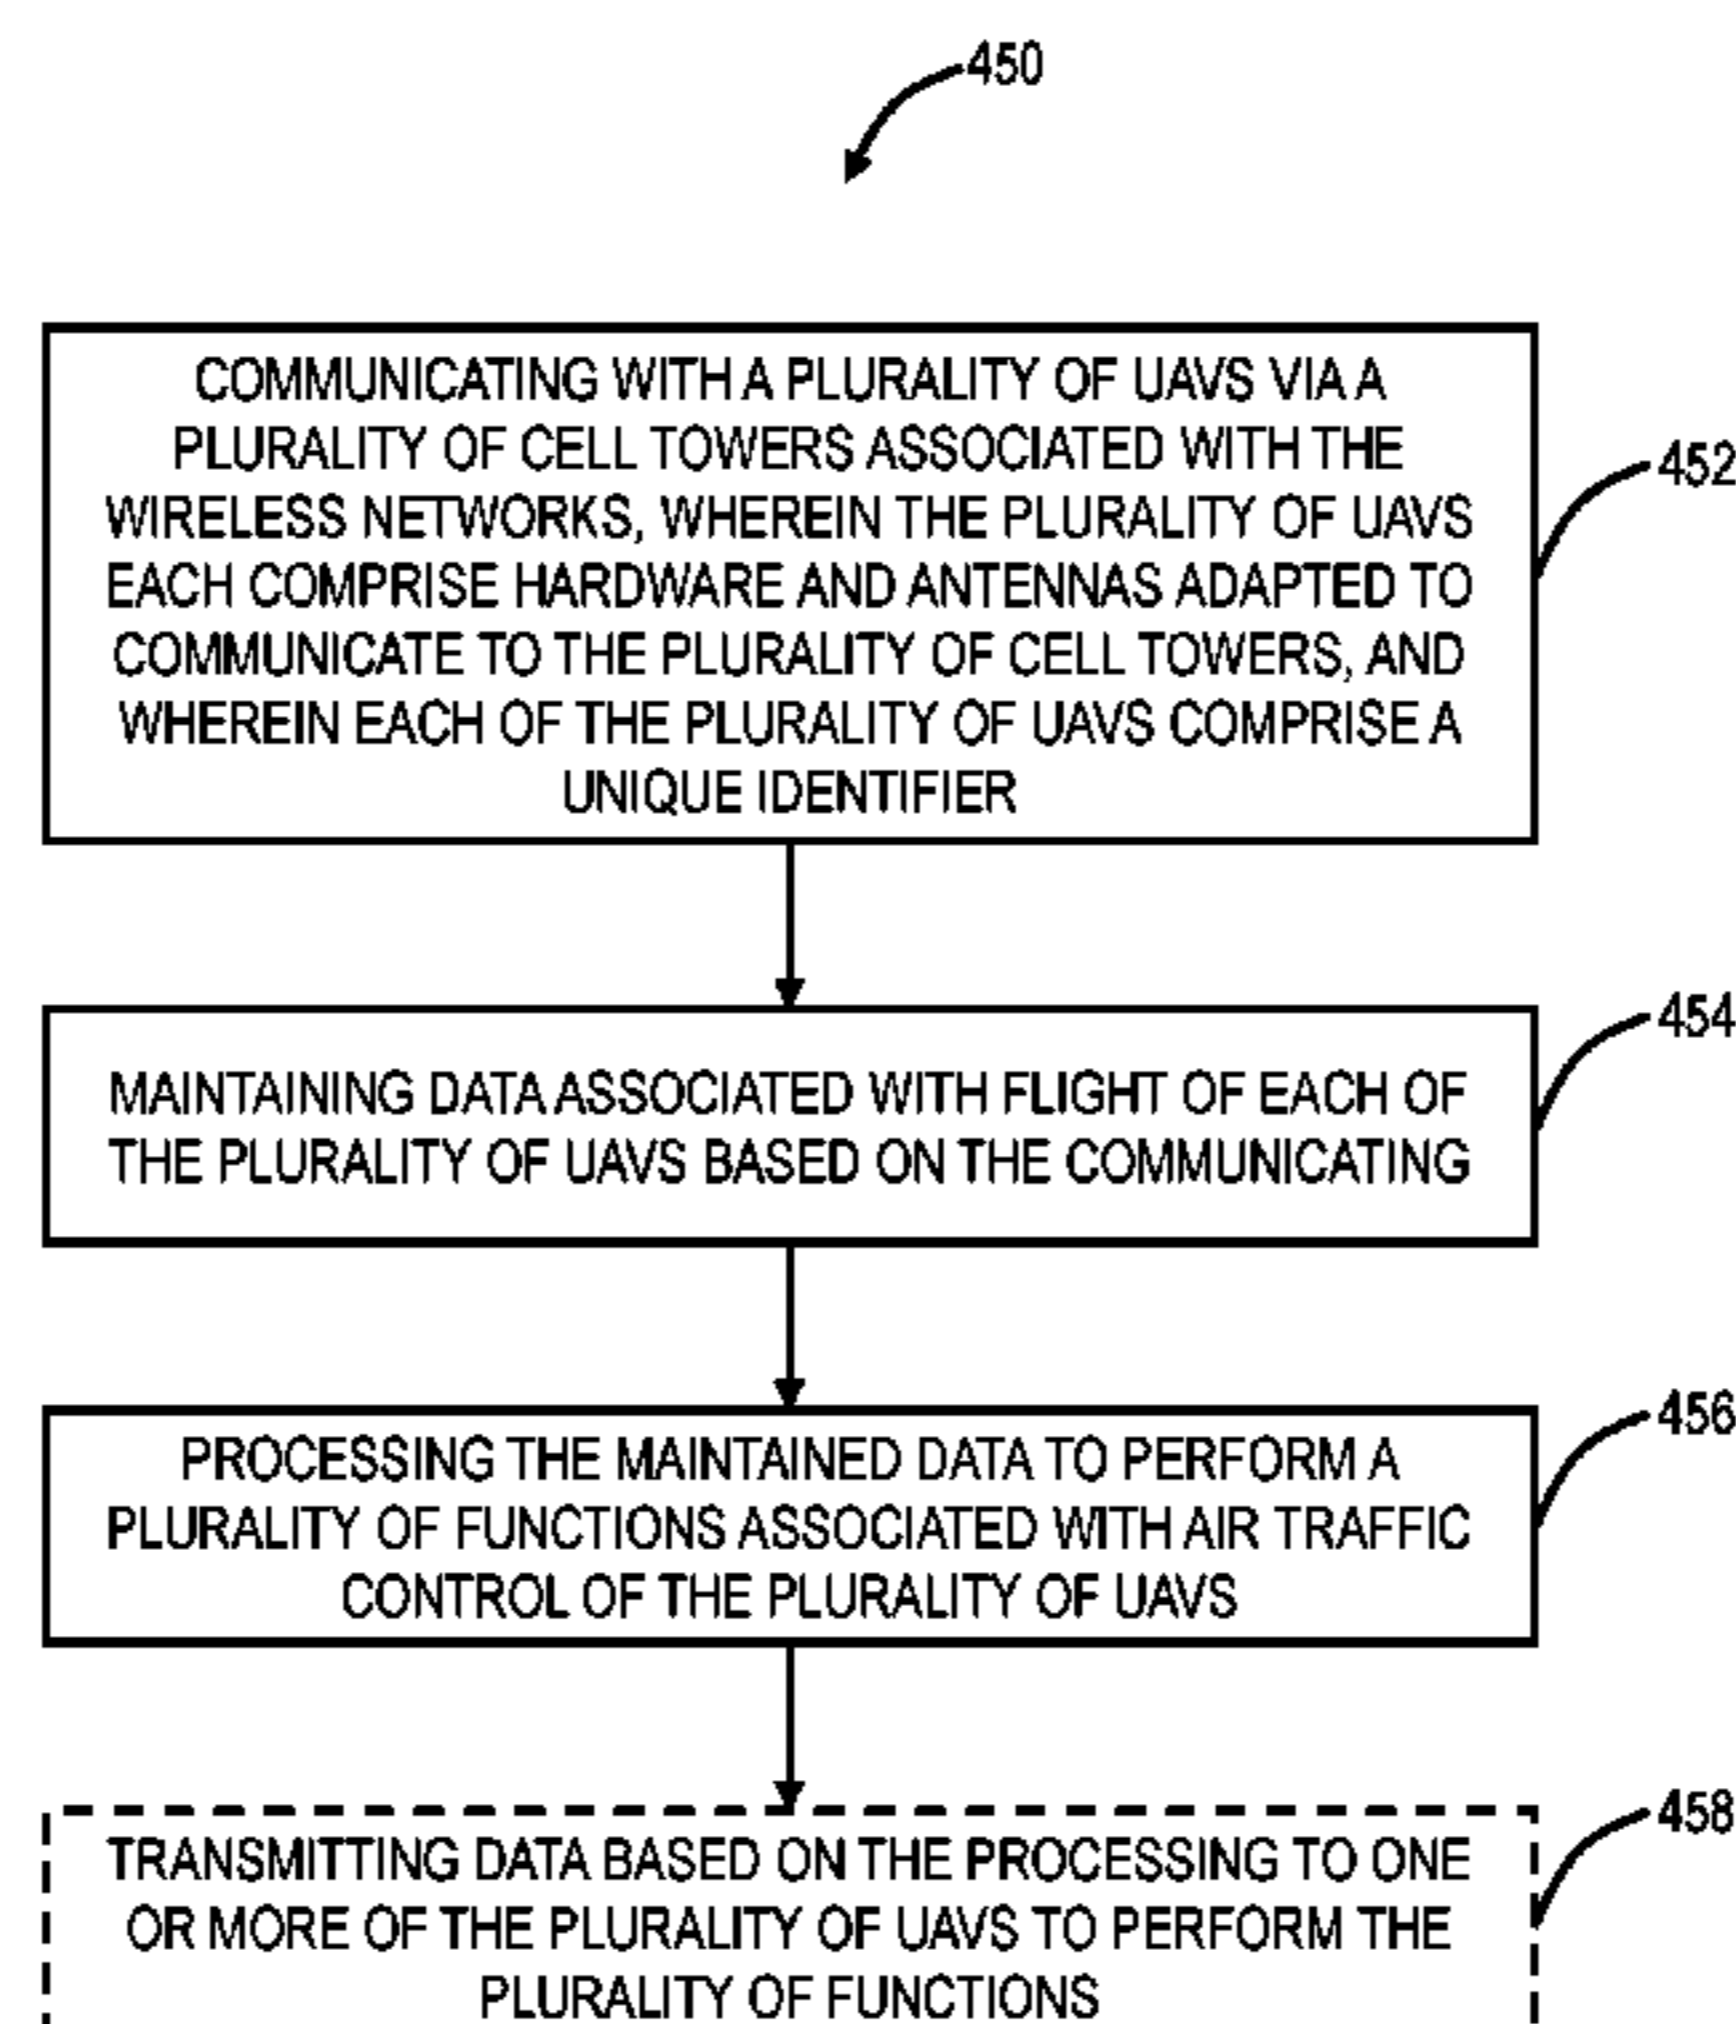 450
COMMUNICATING WITH A PLURALITY OF UAVS VIA A
PLURALITY OF CELL TOWERS ASSOCIATED WITH THE
WIRELESS NETWORKS, WHEREIN THE PLURALITY OF UAVS
EACH COMPRISE HARDWARE AND ANTENNAS ADAPTED TO
COMMUNICATE TO THE PLURALITY OF CELL TOWERS, AND
WHEREIN EACH OF THE PLURALITY OF UAVS COMPRISE A
UNIQUE IDENTIFIER
452
MAINTAINING DATA ASSOCIATED WITH FLIGHT OF EACH OF
THE PLURALITY OF UAVS BASED ON THE COMMUNICATING
454
PROCESSING THE MAINTAINED DATA TO PERFORM A
PLURALITY OF FUNCTIONS ASSOCIATED WITH AIR TRAFFIC
CONTROL OF THE PLURALITY OF UAVS
456
TRANSMITTING DATA BASED ON THE PROCESSING TO ONE
OR MORE OF THE PLURALITY OF UAVS TO PERFORM THE
PLURALITY OF FUNCTIONS
458